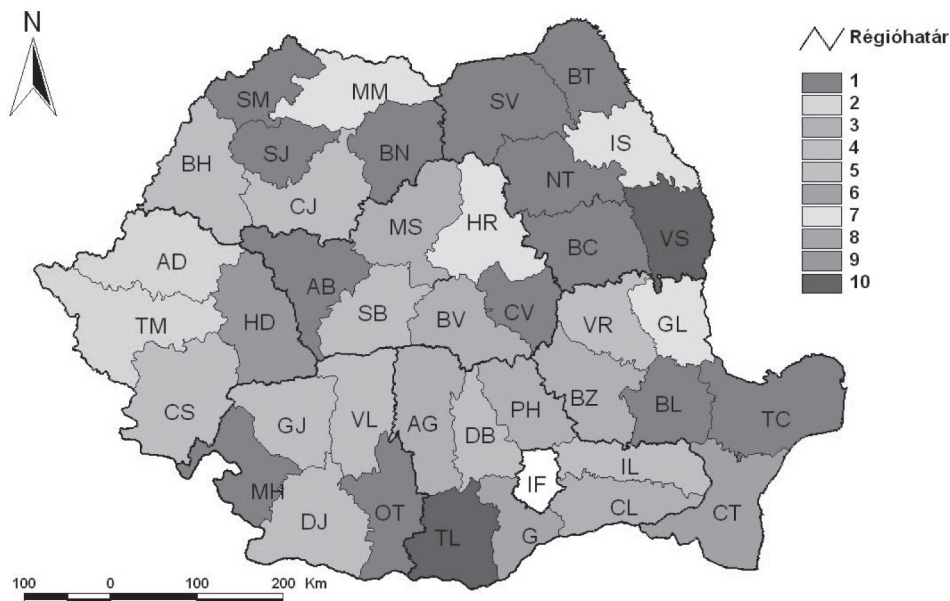 N
Régióhatár
1
2
3
4
5
6
7
8
9
10
SM
MM
BT
SV
SJ
BN
IS
BH
CJ
NT
MS
HR
BC
VS
AD
AB
TM
HD
SB
BV
CV
VR
GL
CS
GJ
VL
AG
DB
PH
BZ
BL
TC
MH
IF
IL
DJ
OT
TL
G
CL
CT
100 0 100 200 Km